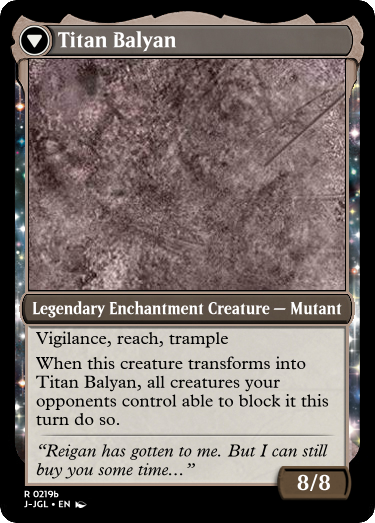 Titan Balyan
Legendary Enchantment Creature — Mutant
Vigilance, reach, trample
When this creature transforms into
Titan Balyan, all creatures your
opponents control able to block it this
turn do so.
“Reigan has gotten to me. But I can still
buy you some time…”
8/8
R 0219b
J-JGL • EN